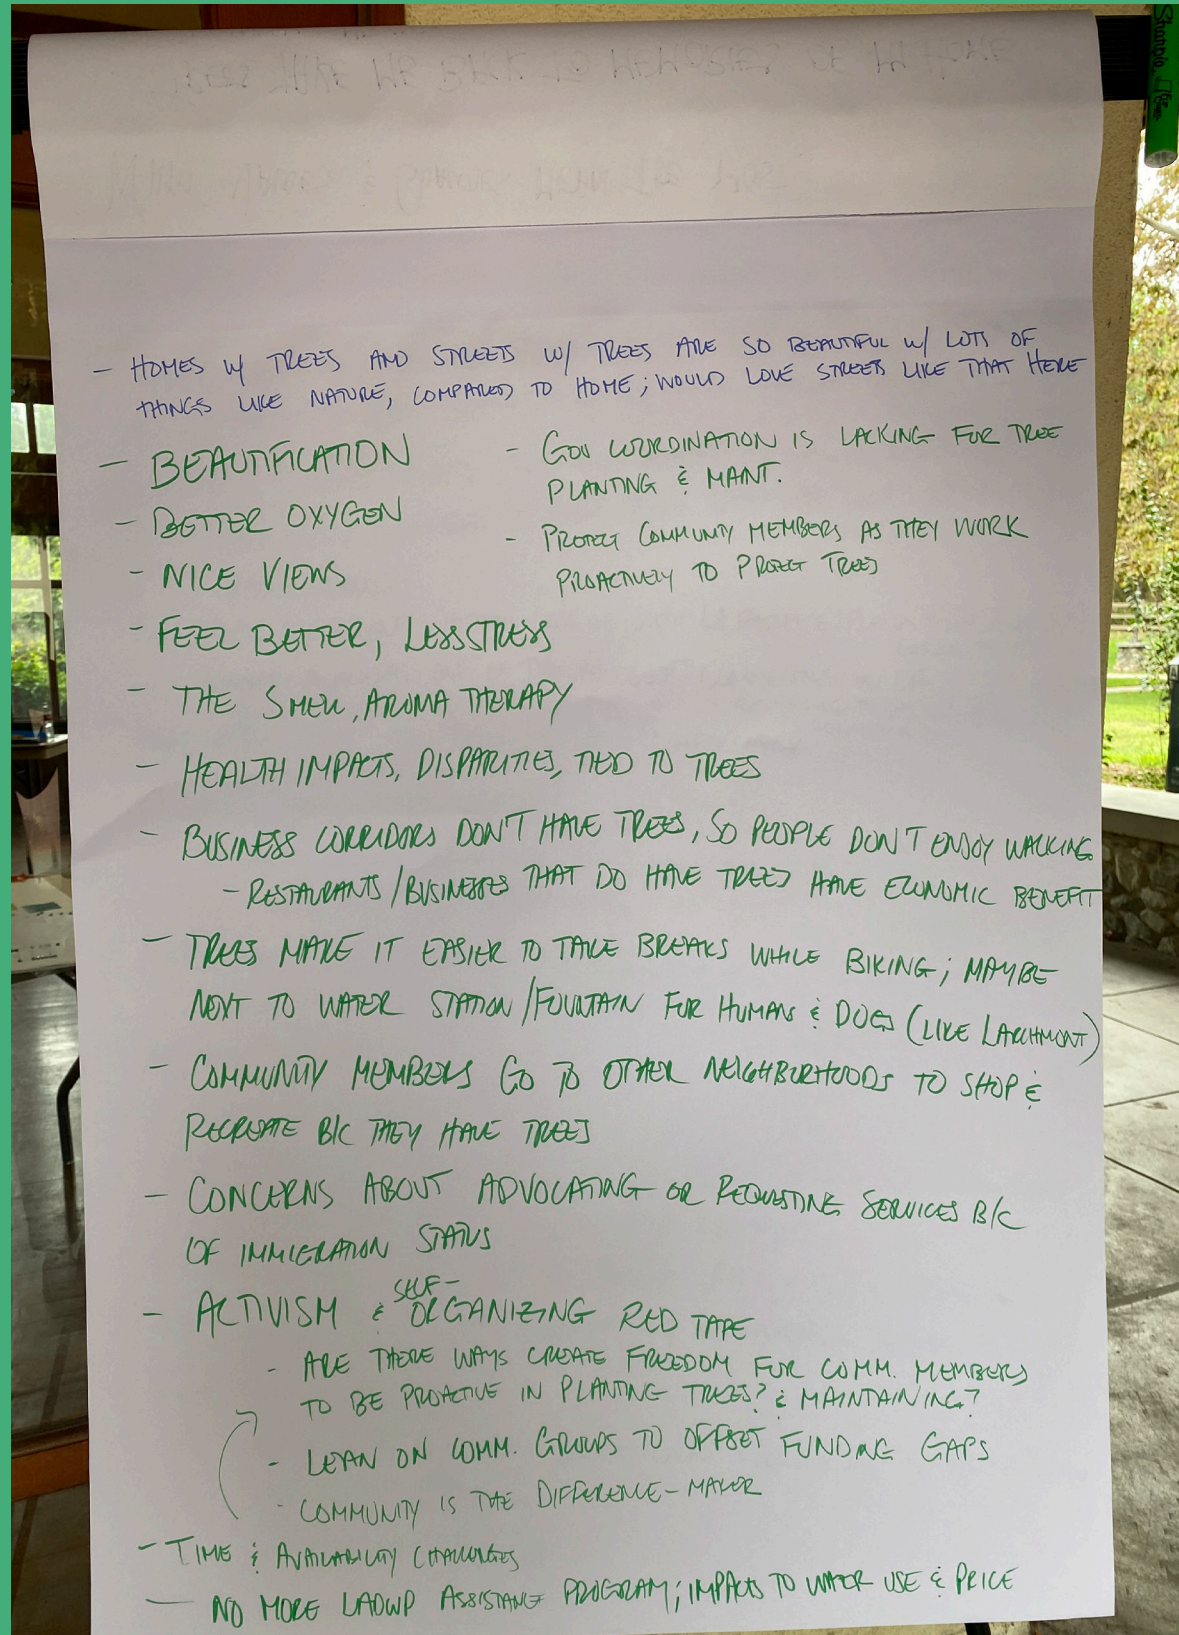 - HOMES W/ TREES AND STREETS W/ TREES ARE SO BEAUTIFUL W/ LOTS OF
THINGS LIKE NATURE, COMPARED TO HOME; WOULD LOVE STREETS LIKE THAT HERE
- BEAUTIFICATION
- BETTER OXYGEN
- NICE VIEWS
- GOV COORDINATION IS LACKING FOR TREE
PLANTING & MAINT.
- PROTECT COMMUNITY MEMBERS AS THEY WORK
PROACTIVELY TO PROTECT TREES
- FEEL BETTER, LESS STRESS
- THE SMELL, AROMA THERAPY
- HEALTH IMPACTS, DISPARITIES, TIED TO TREES
- BUSINESS CORRIDORS DON'T HAVE TREES, SO PEOPLE DON'T ENJOY WALKING
- RESTAURANTS/BUSINESSES THAT DO HAVE TREES HAVE ECONOMIC BENEFIT
- TREES MAKE IT EASIER TO TAKE BREAKS WHILE BIKING; MAYBE
NEXT TO WATER STATION/FOUNTAIN FOR HUMANS & DOGS (LIKE LARCHMONT)
- COMMUNITY MEMBERS GO TO OTHER NEIGHBORHOODS TO SHOP &
RECREATE B/C THEY HAVE TREES
- CONCERNS ABOUT ADVOCATING OR REQUESTING SERVICES B/C
OF IMMIGRATION STATUS
- ACTIVISM & SELF-ORGANIZING RED TAPE
- ARE THERE WAYS CREATE FREEDOM FOR COMM. MEMBERS
TO BE PROACTIVE IN PLANTING TREES? & MAINTAINING?
- LEAN ON COMM. GROUPS TO OFFSET FUNDING GAPS
- COMMUNITY IS THE DIFFERENCE-MAKER
- TIME & AVAILABILITY CHALLENGES
- NO MORE LADWP ASSISTANCE PROGRAM; IMPACTS TO WATER USE & PRICE
Sharpie